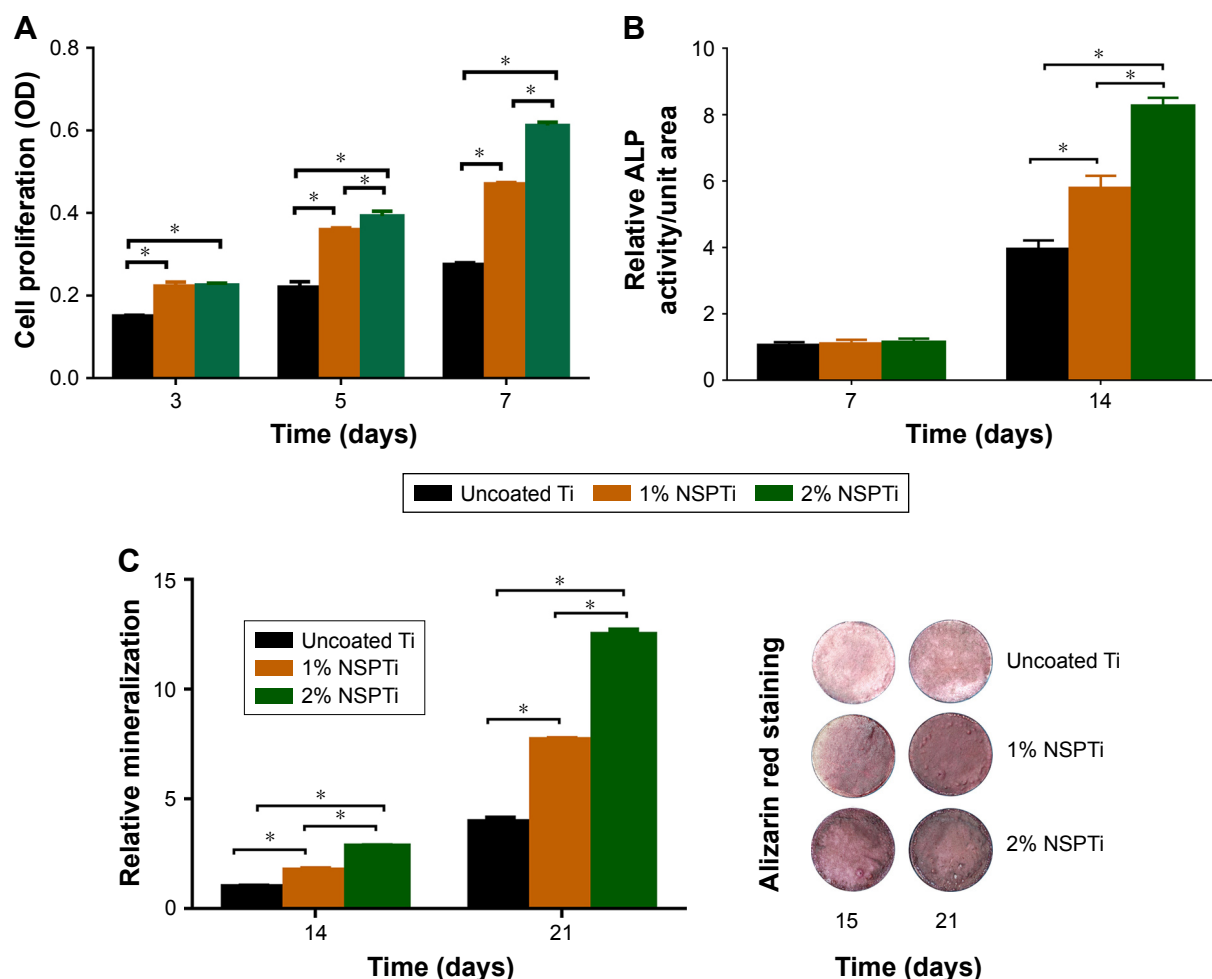 A
Cell proliferation (OD)
0.8
0.6
0.4
0.2
0.0
*
*
*
*
*
*
*
*
3
5
7
Time (days)
B
Relative ALP
activity/unit area
10
8
6
4
2
0
*
*
*
7
14
Time (days)
Uncoated Ti
1% NSPTi
2% NSPTi
C
Relative mineralization
15
10
5
0
Uncoated Ti
1% NSPTi
2% NSPTi
*
*
*
*
*
*
14
21
Time (days)
Alizarin red staining
Uncoated Ti
1% NSPTi
2% NSPTi
15
21
Time (days)